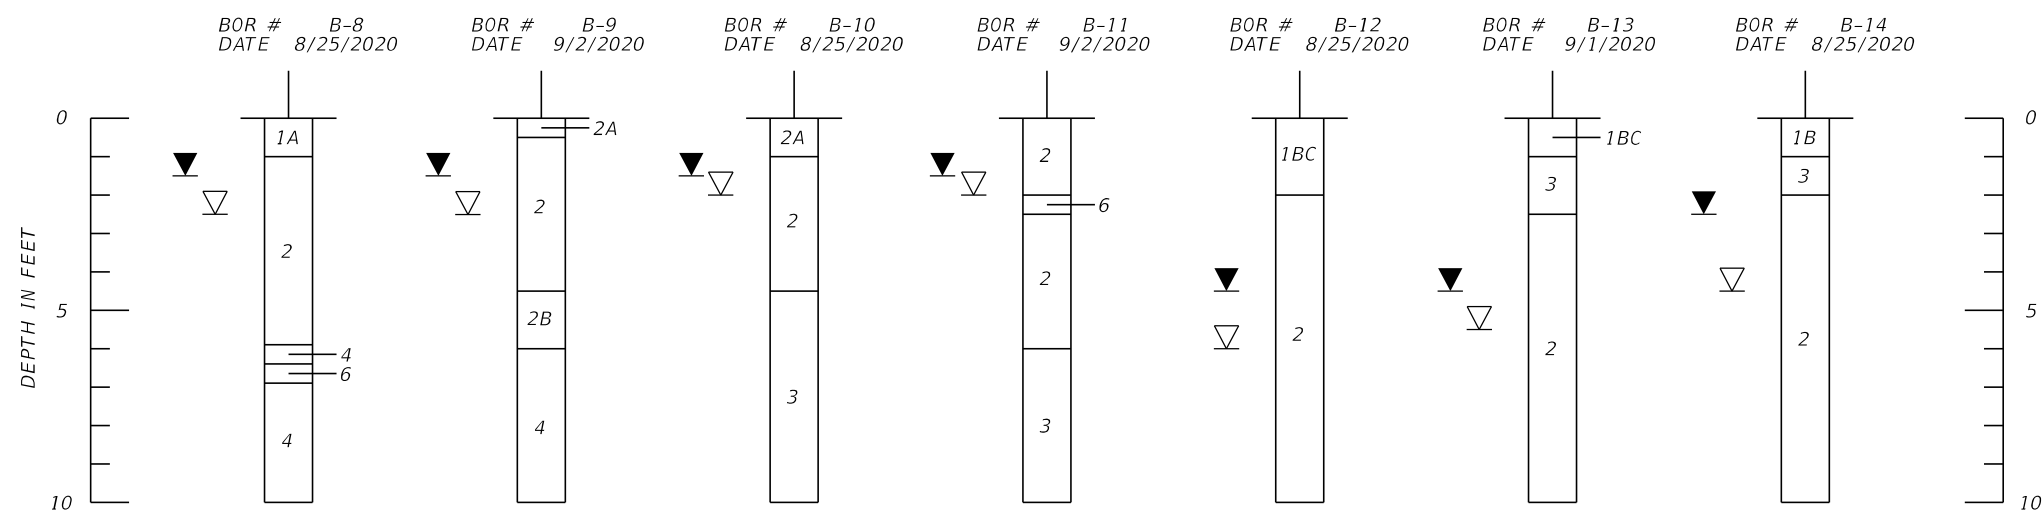 BOR # B-8
DATE 8/25/2020
BOR # B-9
DATE 9/2/2020
BOR # B-10
DATE 8/25/2020
BOR # B-11
DATE 9/2/2020
BOR # B-12
DATE 8/25/2020
BOR # B-13
DATE 9/1/2020
BOR # B-14
DATE 8/25/2020
DEPTH IN FEET
0
5
10
1A
2
4
6
4
2A
2
2B
4
2A
2
3
2
6
2
3
1BC
2
1BC
3
2
1B
3
2
0
5
10